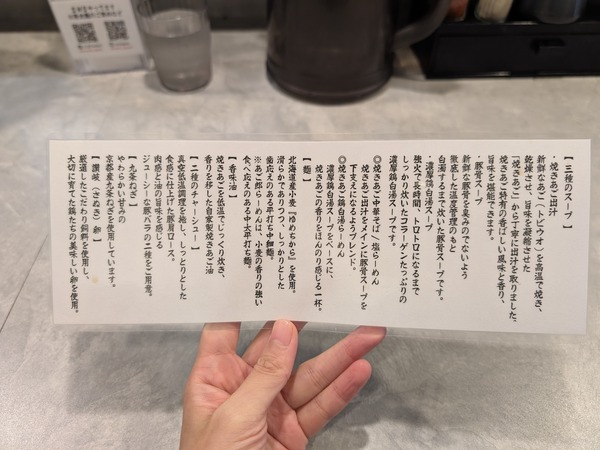 【三種のスープ】
・焼きあご出汁
新鮮なあご（トビウオ）を高温で焼き、
乾燥させ、旨味を凝縮させた
「焼きあご」から丁寧に出汁を取りました。
焼きあご特有の香ばしい風味と香り、
旨味を堪能できます。
・豚骨スープ
新鮮な豚骨を臭みのでないよう
徹底した温度管理のもと
白濁するまで炊いた豚骨スープです。
・濃厚鶏白湯スープ
強火で長時間、トロトロになるまで
しっかり炊いたコラーゲンたっぷりの
濃厚鶏白湯スープです。
◎焼きあご中華そば〜塩らーめん
焼きあご出汁をメインに豚骨スープを
下支えになるようブレンド。
◎焼きあご鶏白湯らーめん
濃厚鶏白湯スープをベースに、
焼きあごの香りをほんのり感じる一杯。
【麺】
北海道産小麦『ゆめちから』を使用。
滑らかでありつつ、しっかりとした
歯応えのある平打ち中細麺。
※あご郎らーめんは、小麦の香りの強い
食べ応えのある中太平打ち麺。
【香味油】
焼きあごを低温でじっくり炊き、
香りを移した自家製焼きあご油
【二種のチャーシュー】
真空低温調理をし、しっとりとした
食感に仕上げた豚肩ロース。
肉感と油の旨味を感じる
ジューシーな豚バラの二種をご用意。
【九条ねぎ】
やわらかい甘みの
京都産九条ねぎを使用しています。
【讃岐（さぬき）卵】
厳選したこだわり飼料を使用し、
大切に育てた鶏たちの美味しい卵を使用。